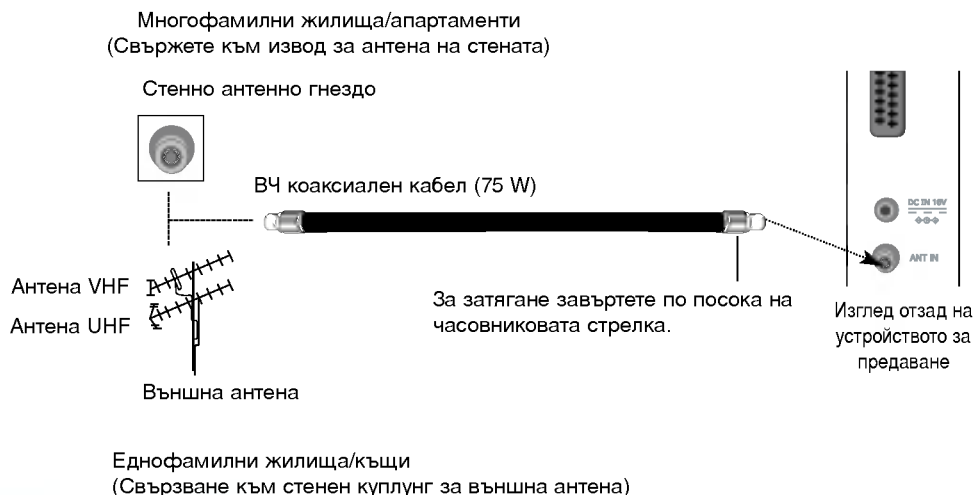 Многофамилни жилища/апартаменти
(Свържете към извод за антена на стената)
Стенно антенно гнездо
ВЧ коаксиален кабел (75 W)
DC IN 16V
ANT IN
Антена VHF
Антена UHF
За затягане завъртете по посока на
часовниковата стрелка.
Изглед отзад на
устройството за
предаване
Външна антена
Еднофамилни жилища/къщи
(Свързване към стенен куплунг за външна антена)